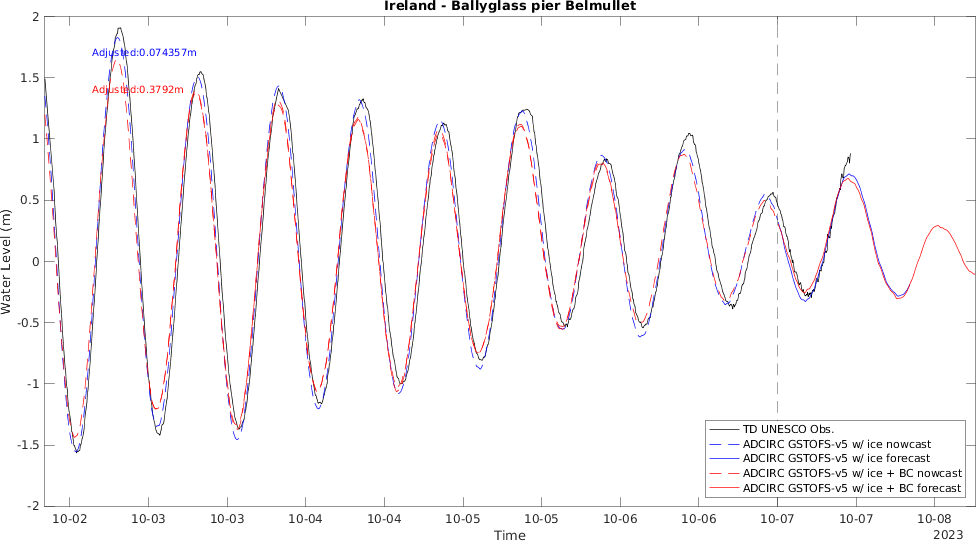 Ireland - Ballyglass pier Belmullet
Adjusted:0.074357m
Adjusted:0.3792m
Water Level (m)
2
1.5
1
0.5
0
-0.5
-1
-1.5
-2
10-02
10-03
10-03
10-04
10-04
10-05
10-05
10-06
10-06
10-07
10-07
10-08
2023
Time
TD UNESCO Obs.
ADCIRC GSTOFS-v5 w/ ice nowcast
ADCIRC GSTOFS-v5 w/ ice forecast
ADCIRC GSTOFS-v5 w/ ice + BC nowcast
ADCIRC GSTOFS-v5 w/ ice + BC forecast